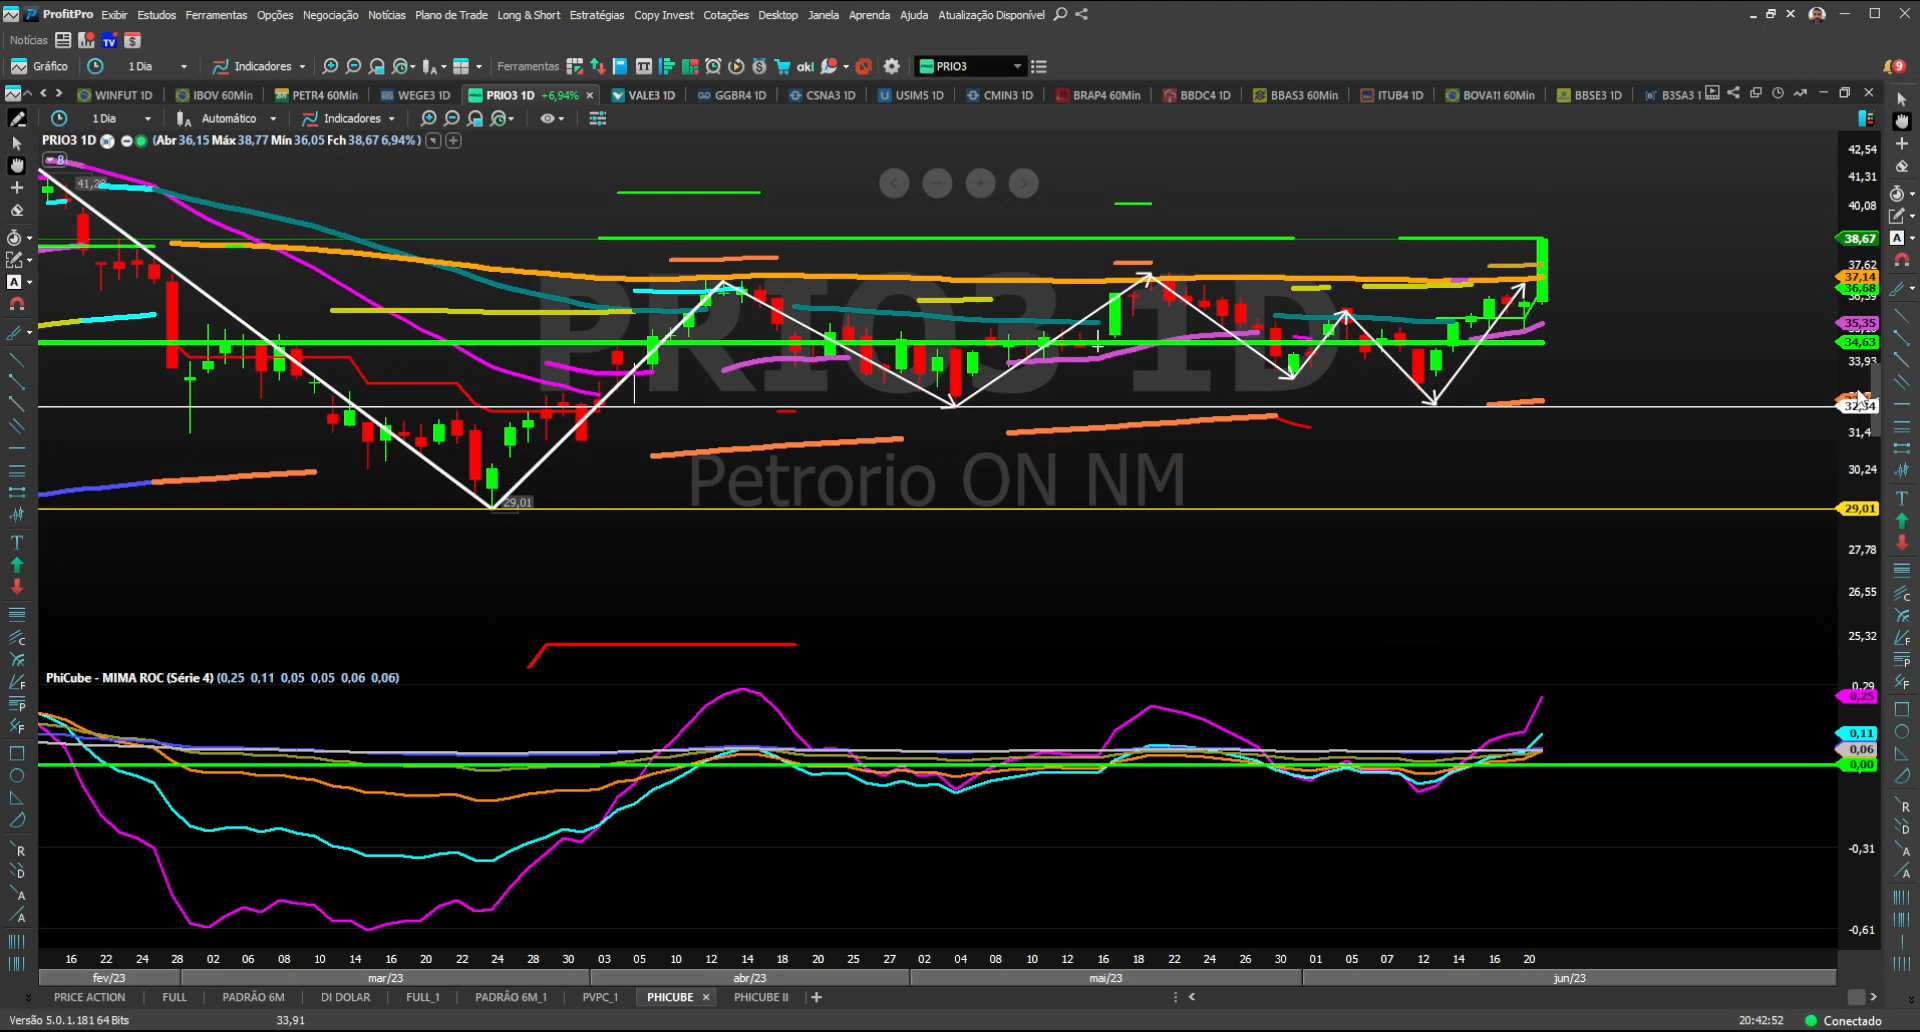 ProfitPro Exibir Estudos Ferramentas Opções Negociação Notícias Plano de Trade Long & Short Estratégias Copy Invest Cotações Desktop Janela Aprenda Ajuda Atualização Disponível
Notícias
Gráfico 1 Dia Indicadores Ferramentas PRIO3 9
WINFUT 1D IBOV 60Min PETR4 60Min WEGE3 1D PRIO3 1D +6,94% VALE3 1D GGBR4 1D CSNA3 1D USIM5 1D CMIN3 1D BRAP4 60Min BBDC4 1D BBAS3 60Min ITUB4 1D BOVA11 60Min BBSE3 1D B3SA3 1
1 Dia Automático Indicadores
PRIO3 1D (Abr 36,15 Máx 38,77 Mín 36,05 Fch 38,67 6,94%)
8
41,29
42,54
41,31
40,08
38,67
37,62
37,14
36,68
36,39
35,35
34,63
33,93
32,34
31,4
30,24
29,01
29,01
27,78
26,55
25,32
PRIO3 1D
Petrorio ON NM
PhiCube - MIMA ROC (Série 4) (0,25 0,11 0,05 0,05 0,06 0,06)
0,29
0,25
0,11
0,06
0,00
-0,31
-0,61
16 22 24 28 02 06 08 10 14 16 20 22 24 28 30 03 05 10 12 14 18 20 25 27 02 04 08 10 12 16 18 22 24 26 30 01 05 07 12 14 16 20
fev/23 mar/23 abr/23 mai/23 jun/23
PRICE ACTION FULL PADRÃO 6M DI DOLAR FULL_1 PADRÃO 6M_1 PVPC_1 PHICUBE PHICUBE II
Versão 5.0.1.181 64 Bits 33,91 20:42:52 Conectado